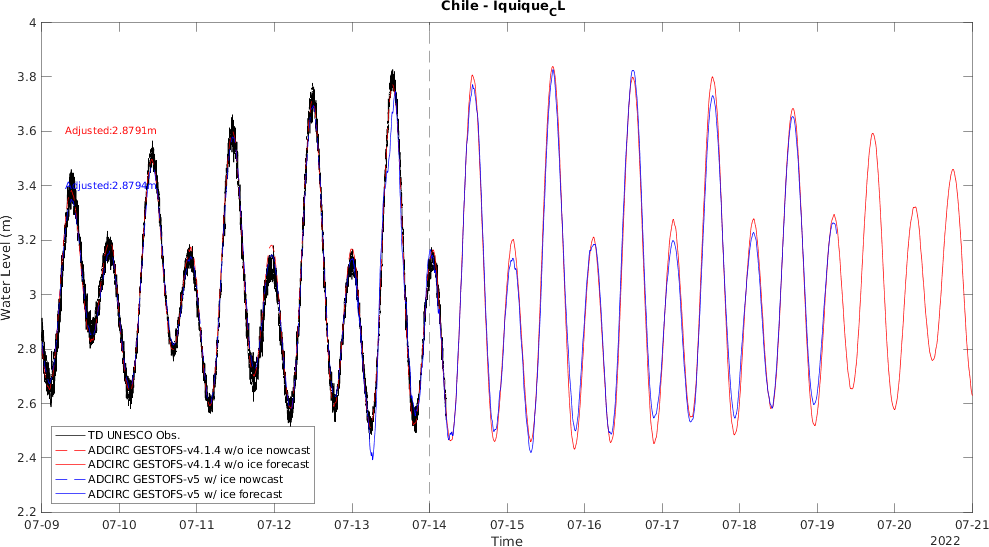 Chile - Iquique_CL
4
3.8
3.6
3.4
3.2
3
2.8
2.6
2.4
2.2
Water Level (m)
Adjusted:2.8791m
Adjusted:2.8794m
TD UNESCO Obs.
ADCIRC GESTOFS-v4.1.4 w/o ice nowcast
ADCIRC GESTOFS-v4.1.4 w/o ice forecast
ADCIRC GESTOFS-v5 w/ ice nowcast
ADCIRC GESTOFS-v5 w/ ice forecast
07-09 07-10 07-11 07-12 07-13 07-14 07-15 07-16 07-17 07-18 07-19 07-20 07-21
Time
2022